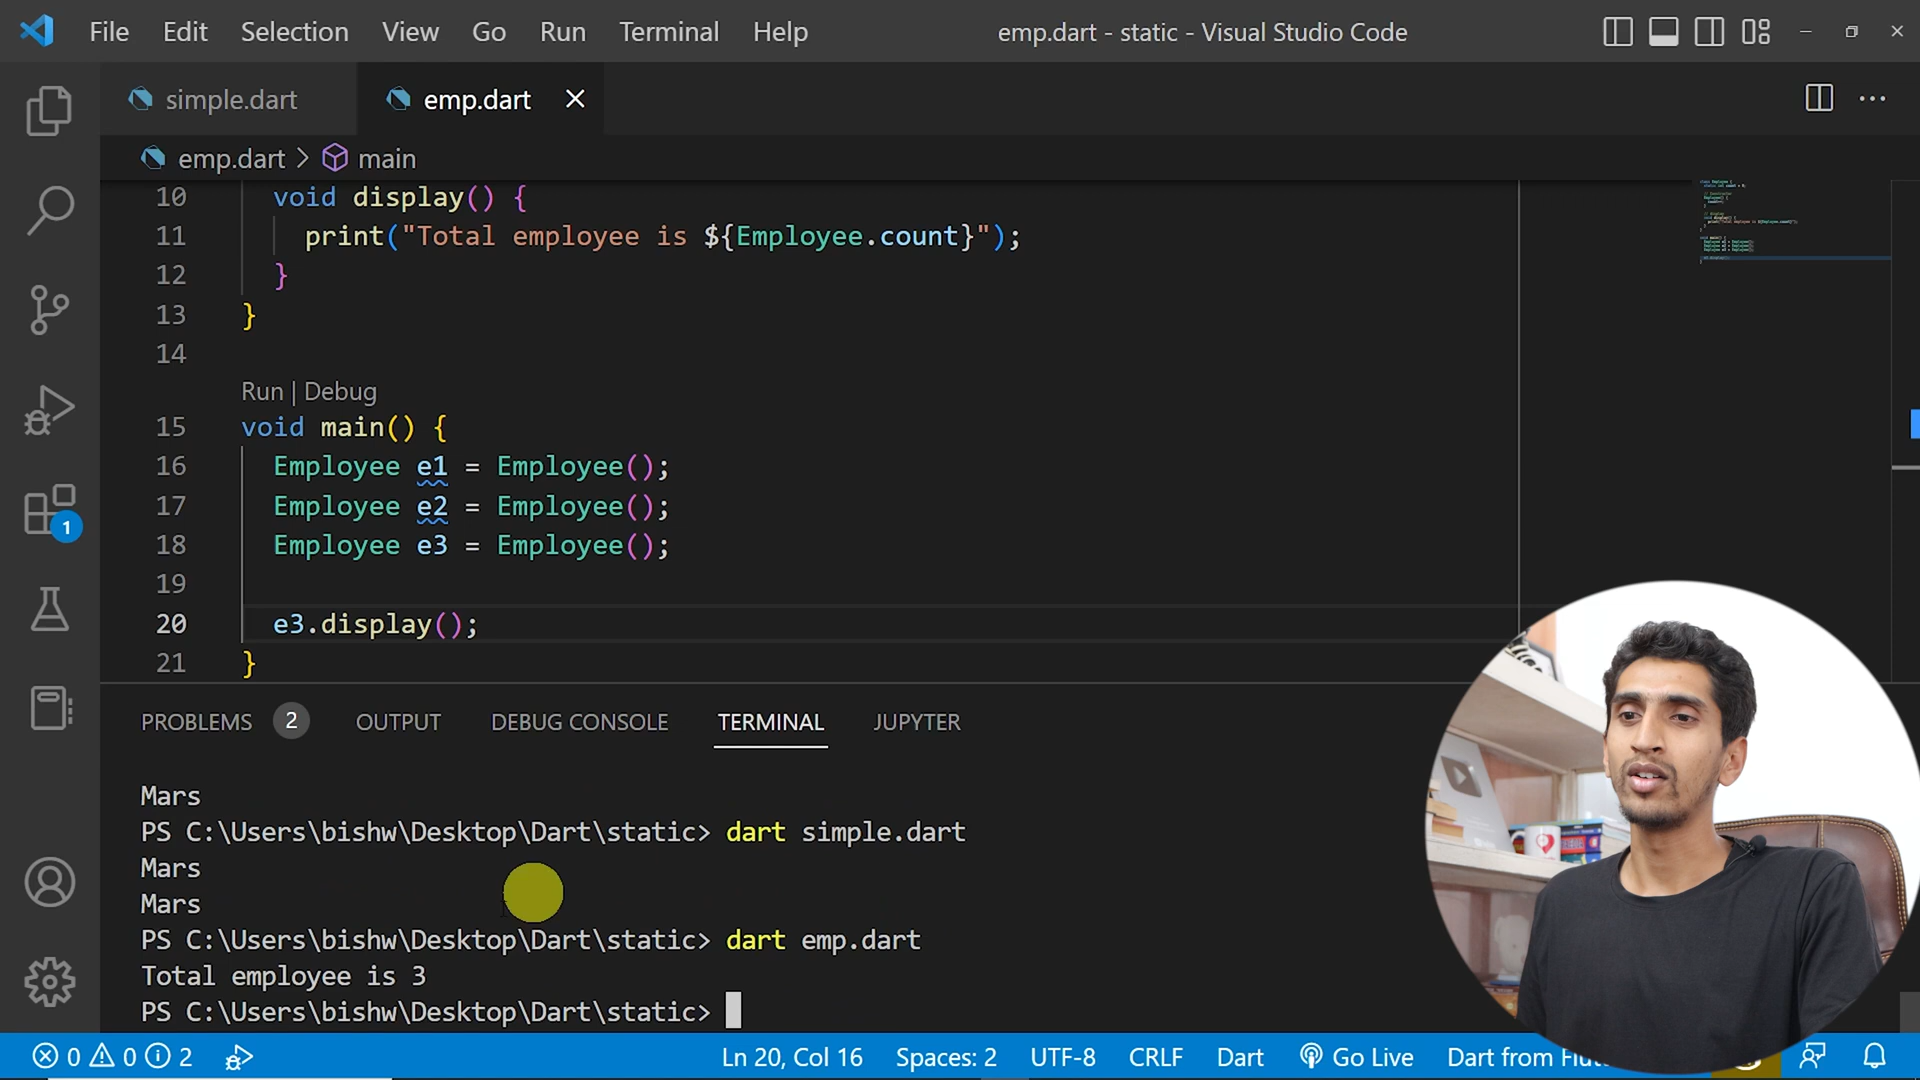 File Edit Selection View Go Run Terminal Help emp.dart - static - Visual Studio Code
simple.dart emp.dart
emp.dart > main
10 void display() {
11 print("Total employee is ${Employee.count}");
12 }
13 }
14
Run | Debug
15 void main() {
16 Employee e1 = Employee();
17 Employee e2 = Employee();
18 Employee e3 = Employee();
19
20 e3.display();
21 }
1
PROBLEMS 2 OUTPUT DEBUG CONSOLE TERMINAL JUPYTER
Mars
PS C:\Users\bishw\Desktop\Dart\static> dart simple.dart
Mars
Mars
PS C:\Users\bishw\Desktop\Dart\static> dart emp.dart
Total employee is 3
PS C:\Users\bishw\Desktop\Dart\static>
0 0 2 Ln 20, Col 16 Spaces: 2 UTF-8 CRLF Dart Go Live Dart from